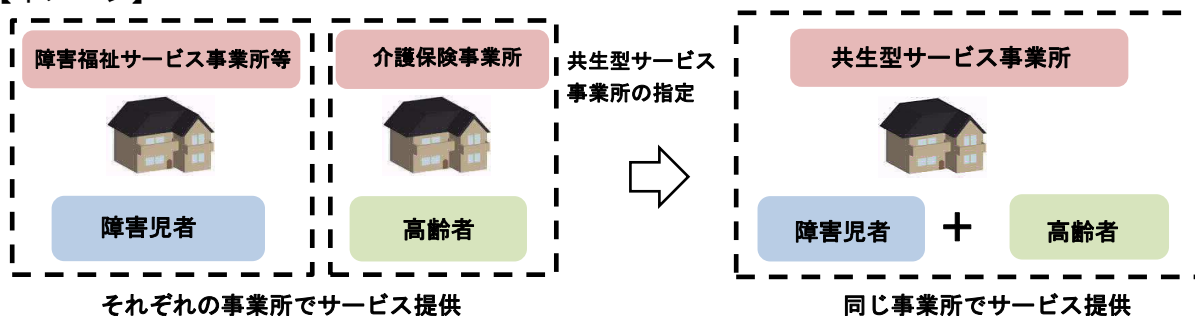 障害福祉サービス事業所等
介護保険事業所
共生型サービス
事業所の指定
共生型サービス事業所
障害児者
高齢者
障害児者
+
高齢者
それぞれの事業所でサービス提供
同じ事業所でサービス提供